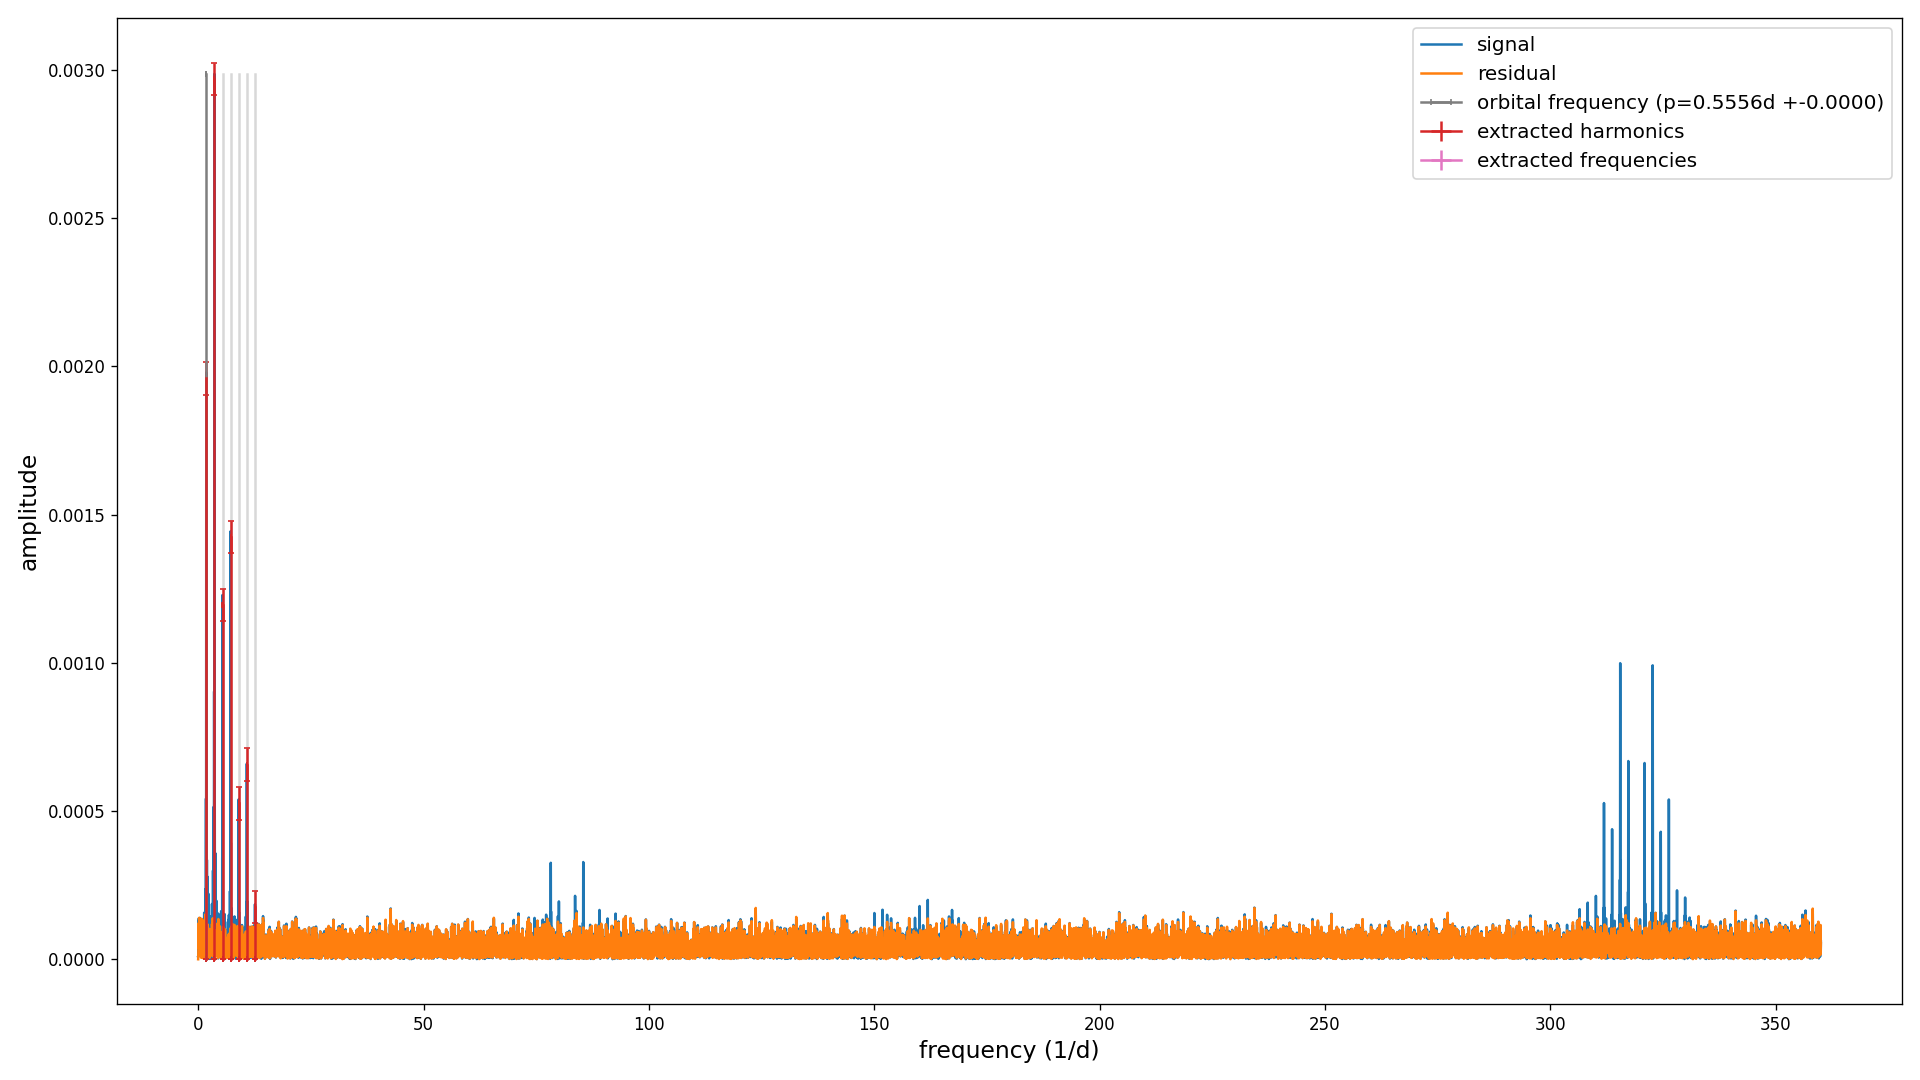 signal
residual
orbital frequency (p=0.5556d +-0.0000)
extracted harmonics
extracted frequencies
0.0030
0.0025
0.0020
0.0015
0.0010
0.0005
0.0000
amplitude
0 50 100 150 200 250 300 350
frequency (1/d)